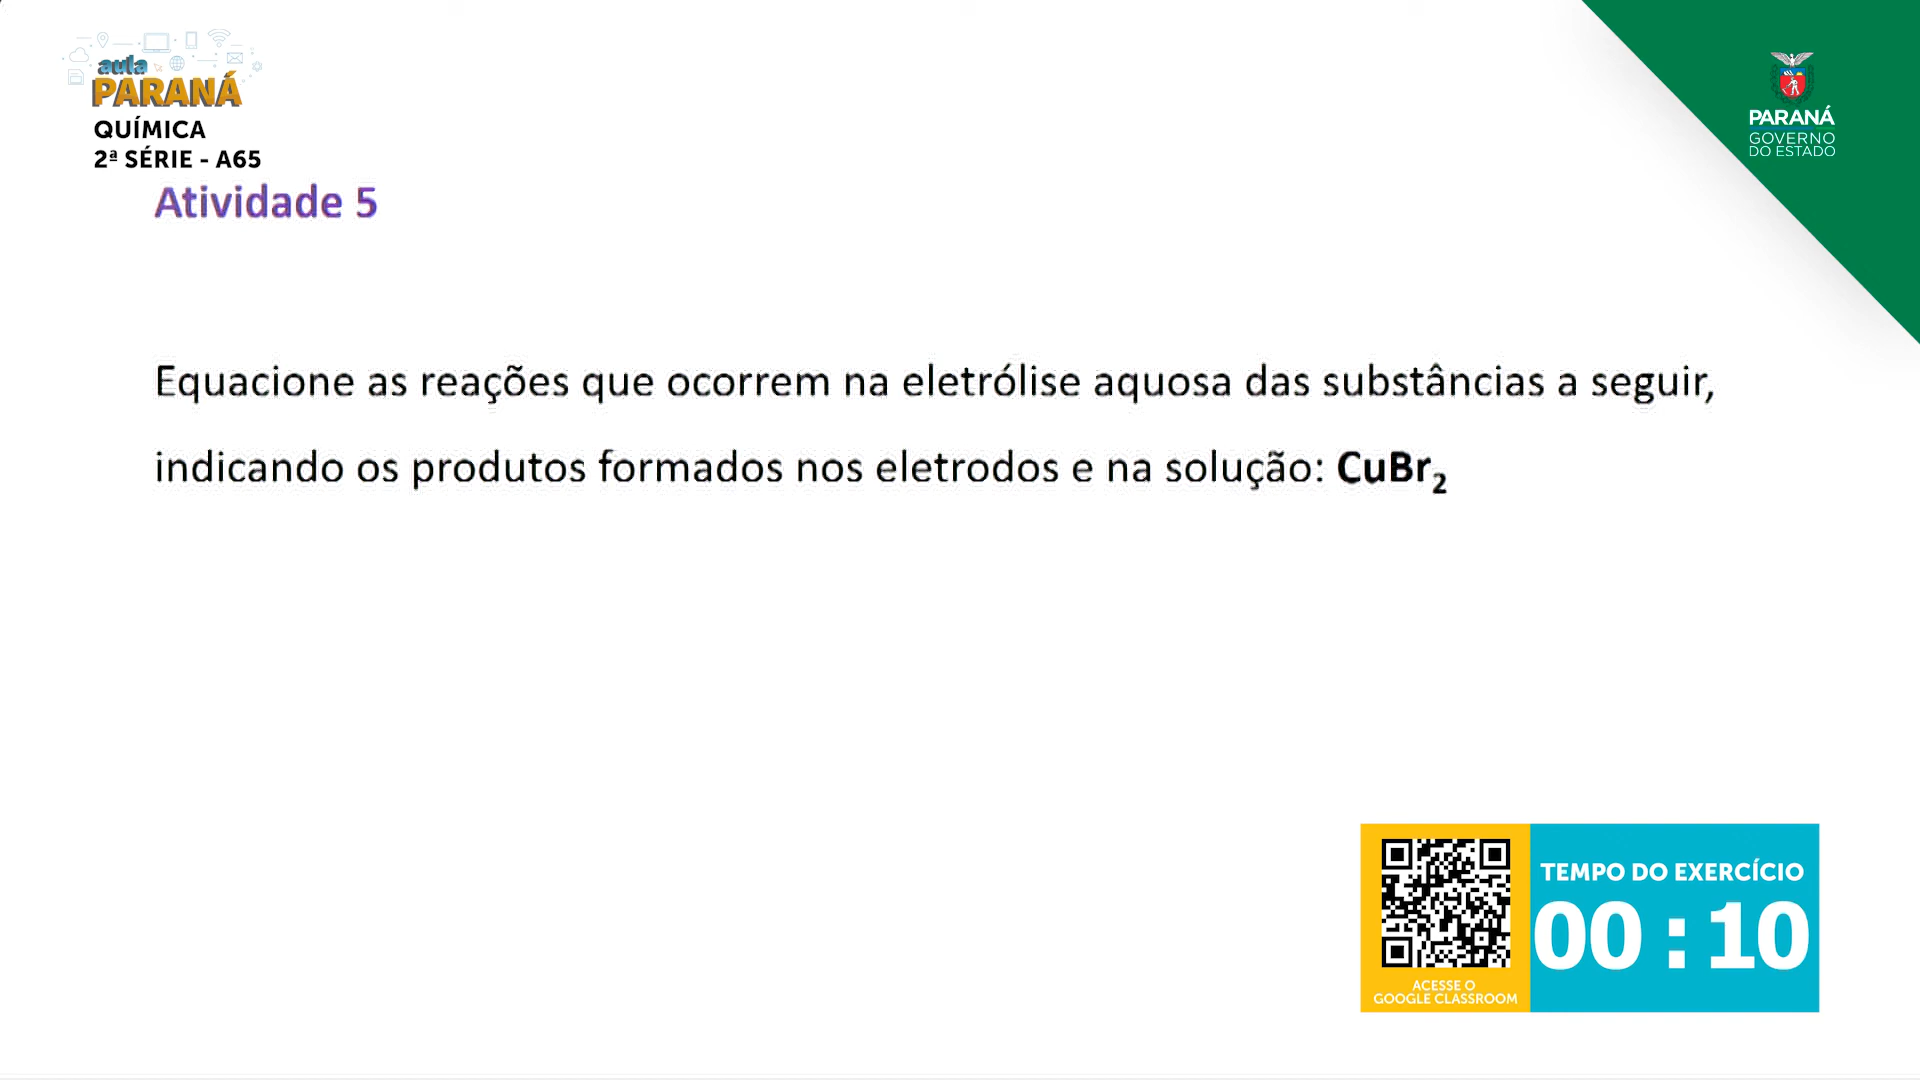 aula
PARANÁ
QUÍMICA
2ª SÉRIE - A65
PARANÁ
GOVERNO
DO ESTADO
Atividade 5
Equacione as reações que ocorrem na eletrólise aquosa das substâncias a seguir,
indicando os produtos formados nos eletrodos e na solução: CuBr₂
TEMPO DO EXERCÍCIO
00 : 10
ACESSE O
GOOGLE CLASSROOM